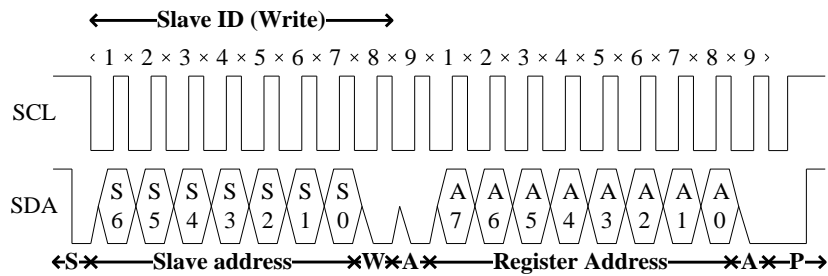 Slave ID (Write)
1 × 2 × 3 × 4 × 5 × 6 × 7 × 8 × 9 × 1 × 2 × 3 × 4 × 5 × 6 × 7 × 8 × 9
SCL
SDA
S S S S S S S A A A A A A A A
6 5 4 3 2 1 0 7 6 5 4 3 2 1 0
S Slave address W A Register Address A P